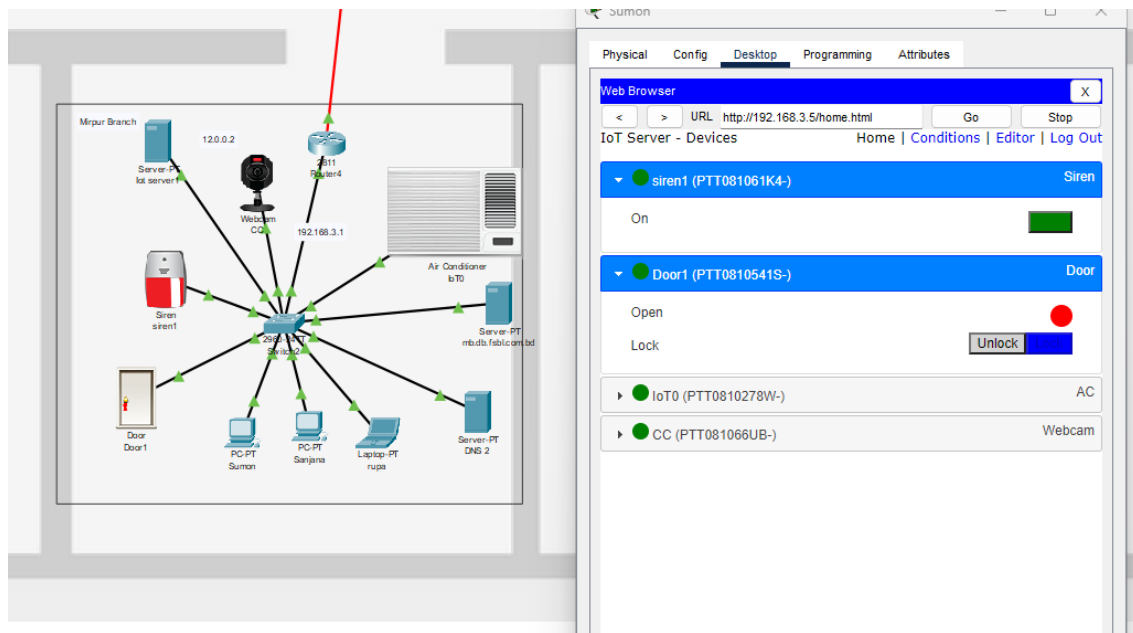 Sumon
Physical Config Desktop Programming Attributes
Web Browser X
< > URL http://192.168.3.5/home.html Go Stop
IoT Server - Devices Home | Conditions | Editor | Log Out
siren1 (PTT081061K4-) Siren
On
Door1 (PTT0810541S-) Door
Open
Lock Unlock
IoT0 (PTT0810278W-) AC
CC (PTT081066UB-) Webcam
Mirpur Branch
12.0.0.2
Server-PT
Iot server1
2811
Router4
Webcam
CC
192.168.3.1
Air Conditioner
IoT0
Siren
siren1
Server-PT
mb.db.fsbl.com.bd
2960-24TT
Switch2
Door
Door1
PC-PT
Sumon
PC-PT
Sanjana
Laptop-PT
rupa
Server-PT
DNS 2